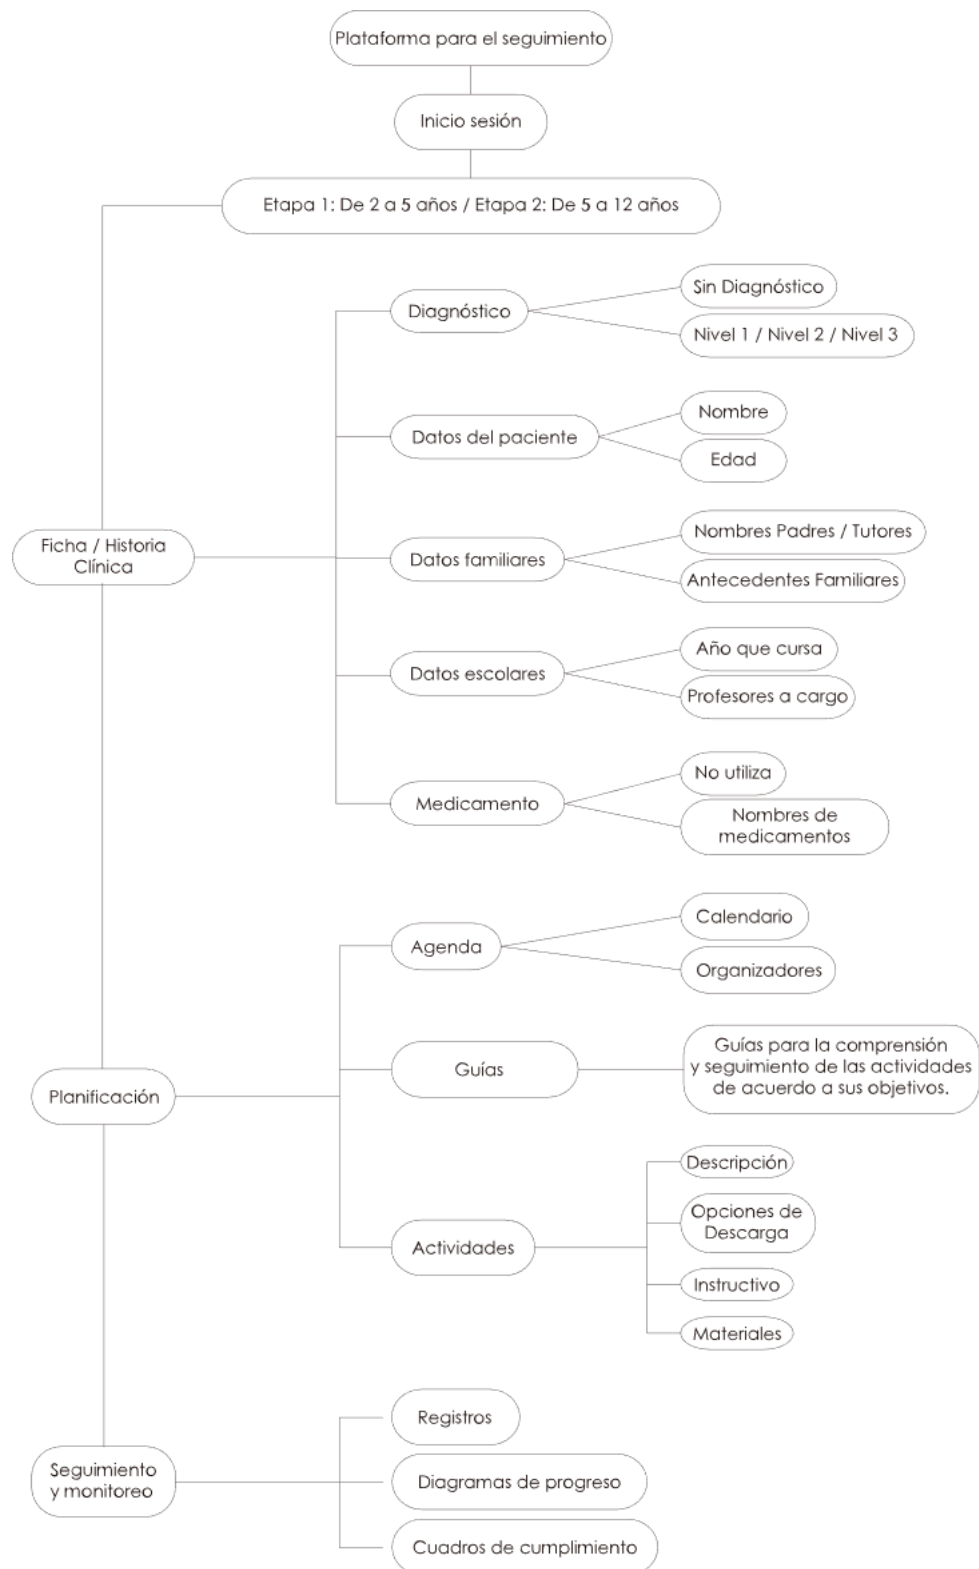 Plataforma para el seguimiento
Inicio sesión
Etapa 1: De 2 a 5 años / Etapa 2: De 5 a 12 años
Ficha / Historia
Clínica
Diagnóstico
Sin Diagnóstico
Nivel 1 / Nivel 2 / Nivel 3
Datos del paciente
Nombre
Edad
Datos familiares
Nombres Padres / Tutores
Antecedentes Familiares
Datos escolares
Año que cursa
Profesores a cargo
Medicamento
No utiliza
Nombres de
medicamentos
Planificación
Agenda
Calendario
Organizadores
Guías
Guías para la comprensión
y seguimiento de las actividades
de acuerdo a sus objetivos.
Actividades
Descripción
Opciones de
Descarga
Instructivo
Materiales
Seguimiento
y monitoreo
Registros
Diagramas de progreso
Cuadros de cumplimiento